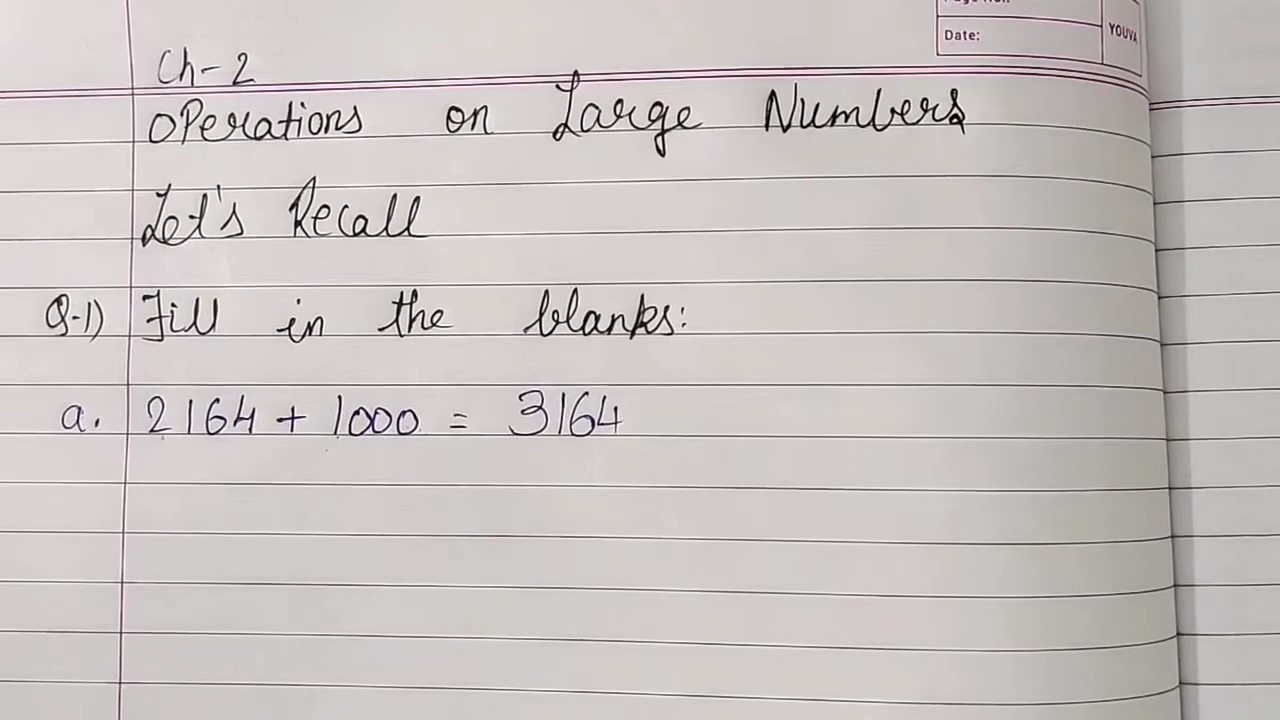 Date:
YOUVA
Ch-2
Operations on Large Numbers
Let's Recall
Q-1) Fill in the blanks:
a. 2164 + 1000 = 3164